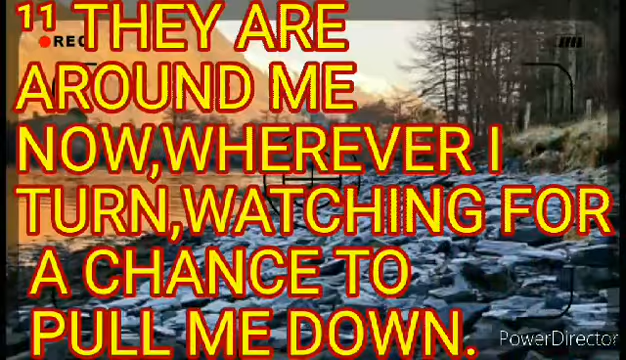 ¹¹ THEY ARE
REC
AROUND ME
NOW,WHEREVER I
TURN,WATCHING FOR
A CHANCE TO
PULL ME DOWN.
PowerDirector